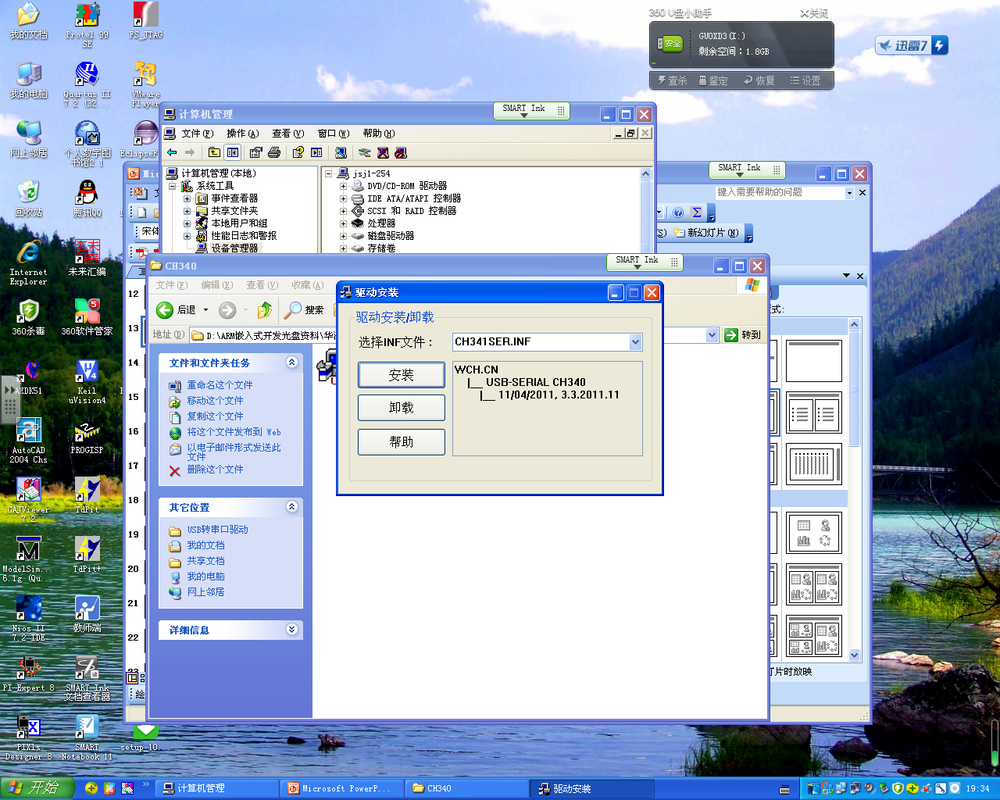 我的文档
Protel 99 SE
FS_JTAG
我的电脑
Quartus II 7.2 (32...
VMware Player
网上邻居
个人数字图书馆2.1
EclipseF
回收站
腾讯QQ
Internet Explorer
未来汇编
360杀毒
360软件管家
AEDK51
Keil uVision4
AutoCAD 2004 Chs
PROGISP
CAJViewer 7.2
TdPit
ModelSim... 6.1g (Qu...
TdPit+
Nios II 7.2 IDE
教师端
PI Expert 8
SMART Ink 文档查看器
PIXls Designer 8
SMART Notebook 11
setup_10...
360 U盘小助手
关闭
安全
GUOXD3(I:)
剩余空间：1.8GB
查杀
鉴定
恢复
设置
迅雷7
计算机管理
SMART Ink
文件(F)
操作(A)
查看(V)
窗口(W)
帮助(H)
计算机管理(本地)
系统工具
事件查看器
共享文件夹
本地用户和组
性能日志和警报
设备管理器
jsj1-254
DVD/CD-ROM 驱动器
IDE ATA/ATAPI 控制器
SCSI 和 RAID 控制器
处理器
磁盘驱动器
存储卷
SMART Ink
键入需要帮助的问题
宋体
新幻灯片(N)
12
13
14
15
16
17
18
19
20
21
22
23
绘
式:
灯片时放映
CH340
SMART Ink
文件(F)
编辑(E)
查看(V)
收藏(A)
后退
搜索
地址(D)
D:\ARM嵌入式开发光盘资料\华
转到
文件和文件夹任务
重命名这个文件
移动这个文件
复制这个文件
将这个文件发布到 Web
以电子邮件形式发送此文件
删除这个文件
其它位置
USB转串口驱动
我的文档
共享文档
我的电脑
网上邻居
详细信息
驱动安装
驱动安装/卸载
选择INF文件：
CH341SER.INF
安装
卸载
帮助
WCH.CN
|__ USB-SERIAL CH340
|__ 11/04/2011, 3.3.2011.11
开始
计算机管理
Microsoft PowerP...
CH340
驱动安装
19:34